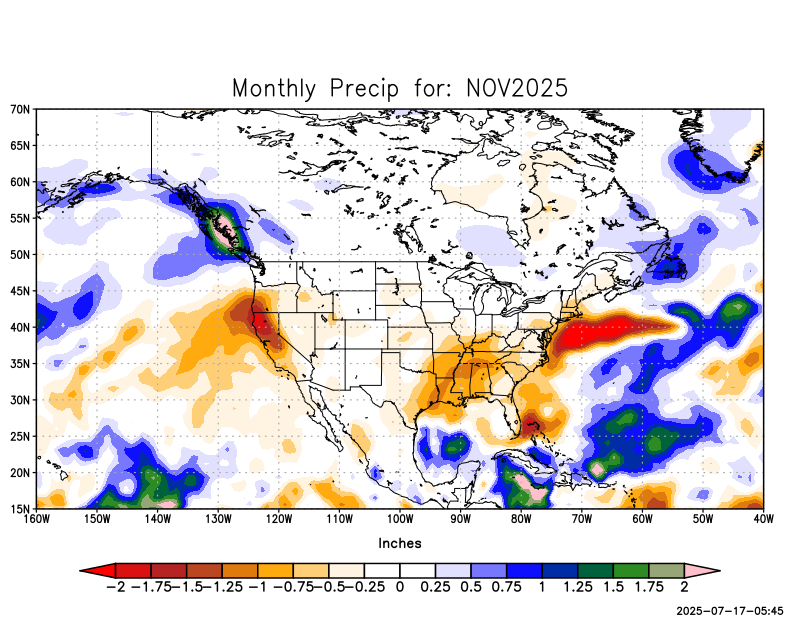 Monthly Precip for: NOV2025
70N
65N
60N
55N
50N
45N
40N
35N
30N
25N
20N
15N
160W 150W 140W 130W 120W 110W 100W 90W 80W 70W 60W 50W 40W
Inches
-2 -1.75 -1.5 -1.25 -1 -0.75 -0.5 -0.25 0 0.25 0.5 0.75 1 1.25 1.5 1.75 2
2025-07-17-05:45